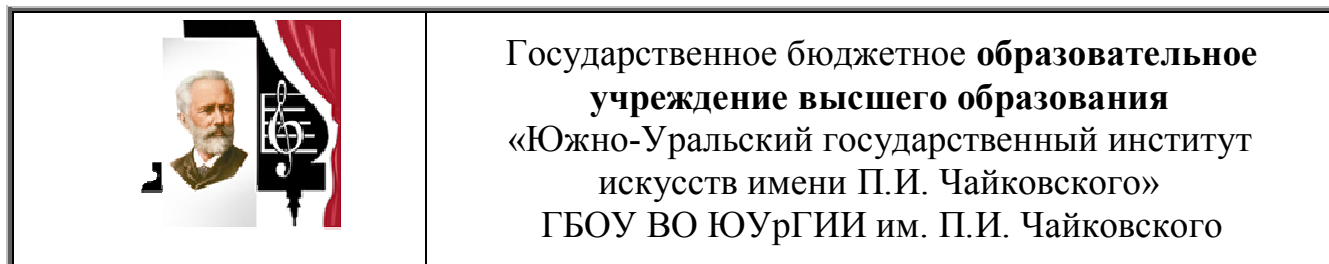 Государственное бюджетное образовательное
учреждение высшего образования
«Южно-Уральский государственный институт
искусств имени П.И. Чайковского»
ГБОУ ВО ЮУрГИИ им. П.И. Чайковского